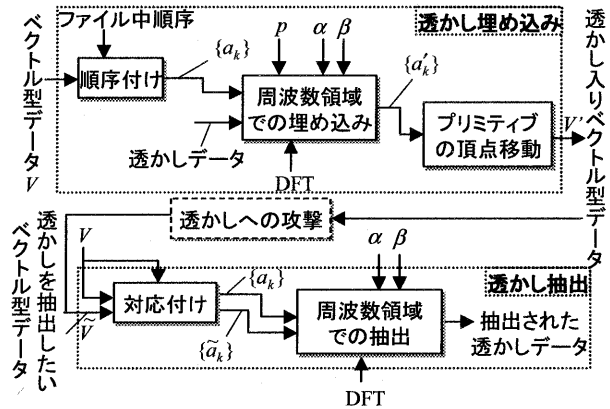 ファイル中順序
透かし埋め込み
ベクトル型データV
順序付け
{a_k}
p
α
β
周波数領域
での埋め込み
透かしデータ
DFT
{a'_k}
プリミティブ
の頂点移動
V'
透かし入りベクトル型データ
透かしへの攻撃
透かしを抽出したい
ベクトル型データ
V
Ṽ
対応付け
{a_k}
{ã_k}
α
β
透かし抽出
周波数領域
での抽出
DFT
抽出された
透かしデータ